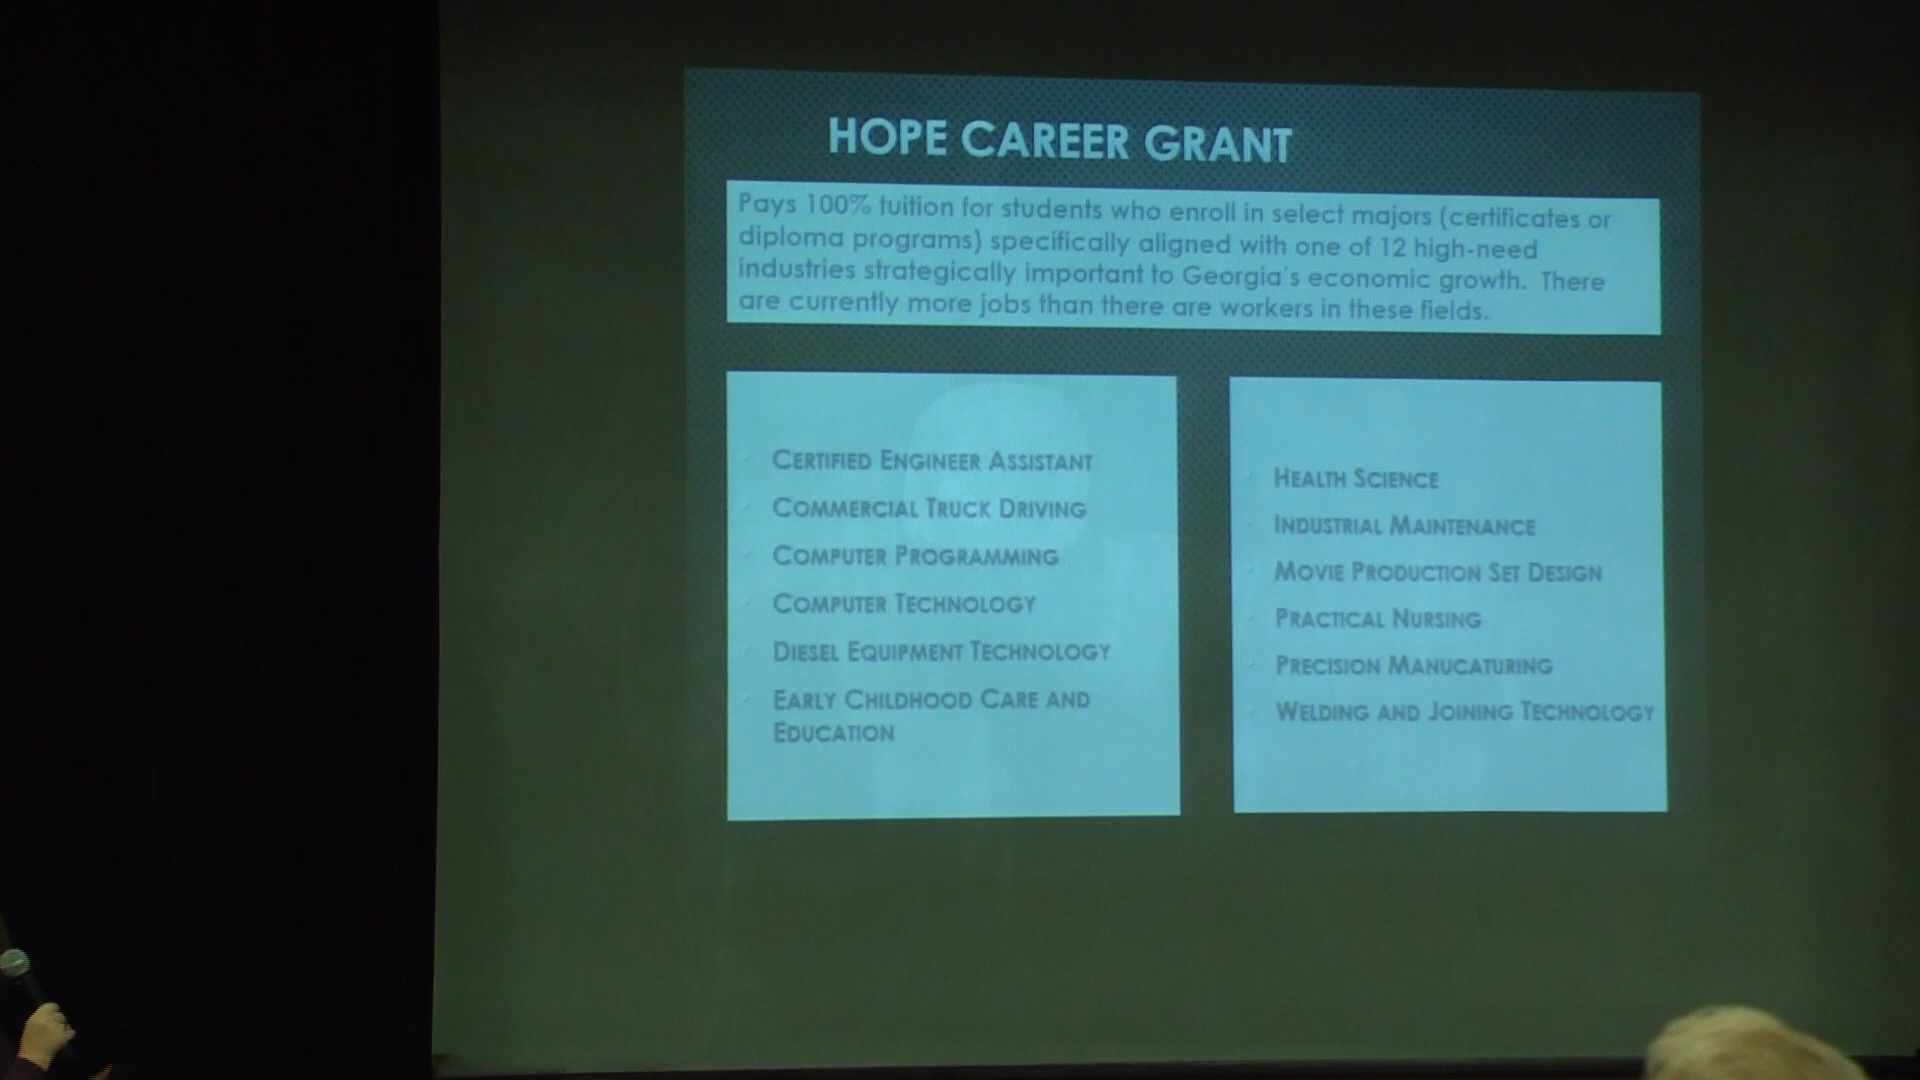 HOPE CAREER GRANT
Pays 100% tuition for students who enroll in select majors (certificates or
diploma programs) specifically aligned with one of 12 high-need
industries strategically important to Georgia's economic growth. There
are currently more jobs than there are workers in these fields.
CERTIFIED ENGINEER ASSISTANT
COMMERCIAL TRUCK DRIVING
COMPUTER PROGRAMMING
COMPUTER TECHNOLOGY
DIESEL EQUIPMENT TECHNOLOGY
EARLY CHILDHOOD CARE AND
EDUCATION
HEALTH SCIENCE
INDUSTRIAL MAINTENANCE
MOVIE PRODUCTION SET DESIGN
PRACTICAL NURSING
PRECISION MANUCATURING
WELDING AND JOINING TECHNOLOGY